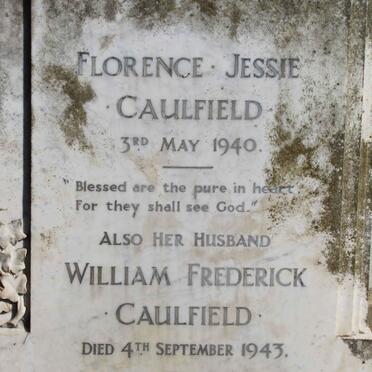 FLORENCE · JESSIE
· CAULFIELD ·
3RD MAY 1940.
"Blessed are the pure in heart
For they shall see God."
ALSO HER HUSBAND
WILLIAM FREDERICK
· CAULFIELD ·
DIED 4TH SEPTEMBER 1943.